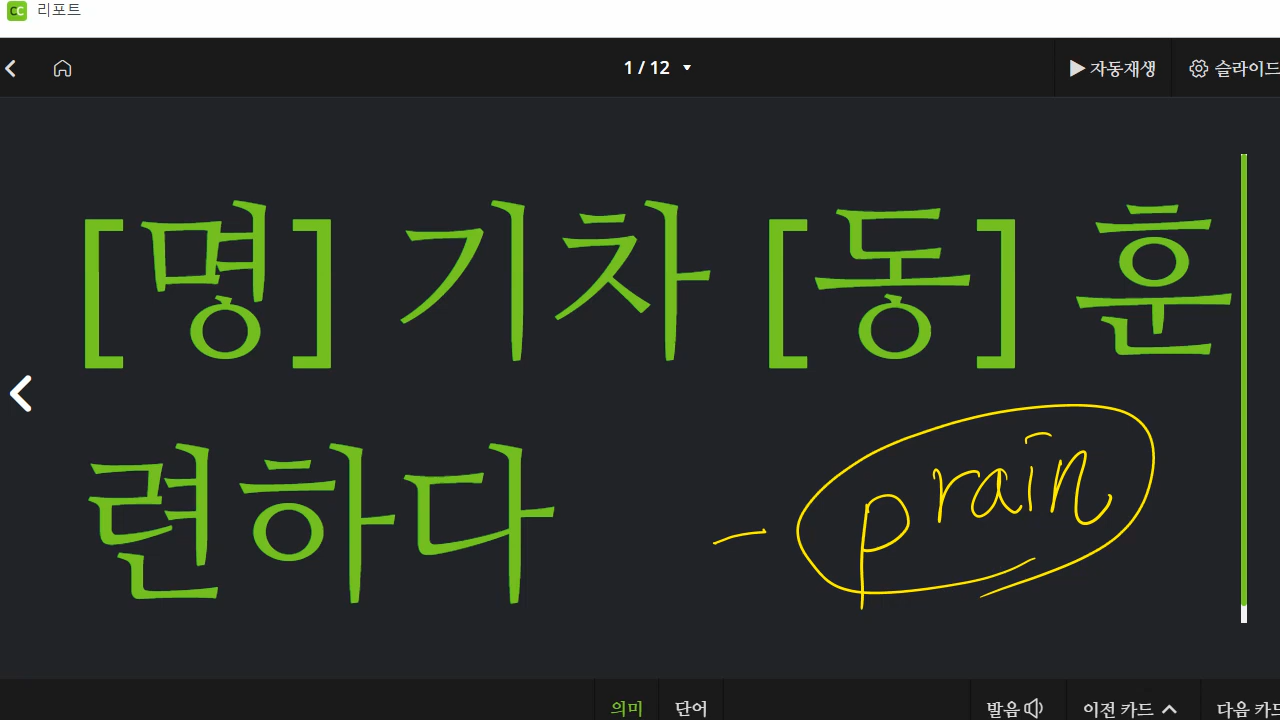 CC 리포트
1 / 12 자동재생 슬라이드
[명] 기차 [동] 훈
련하다
- prain
의미 단어 발음 이전 카드 다음 카드